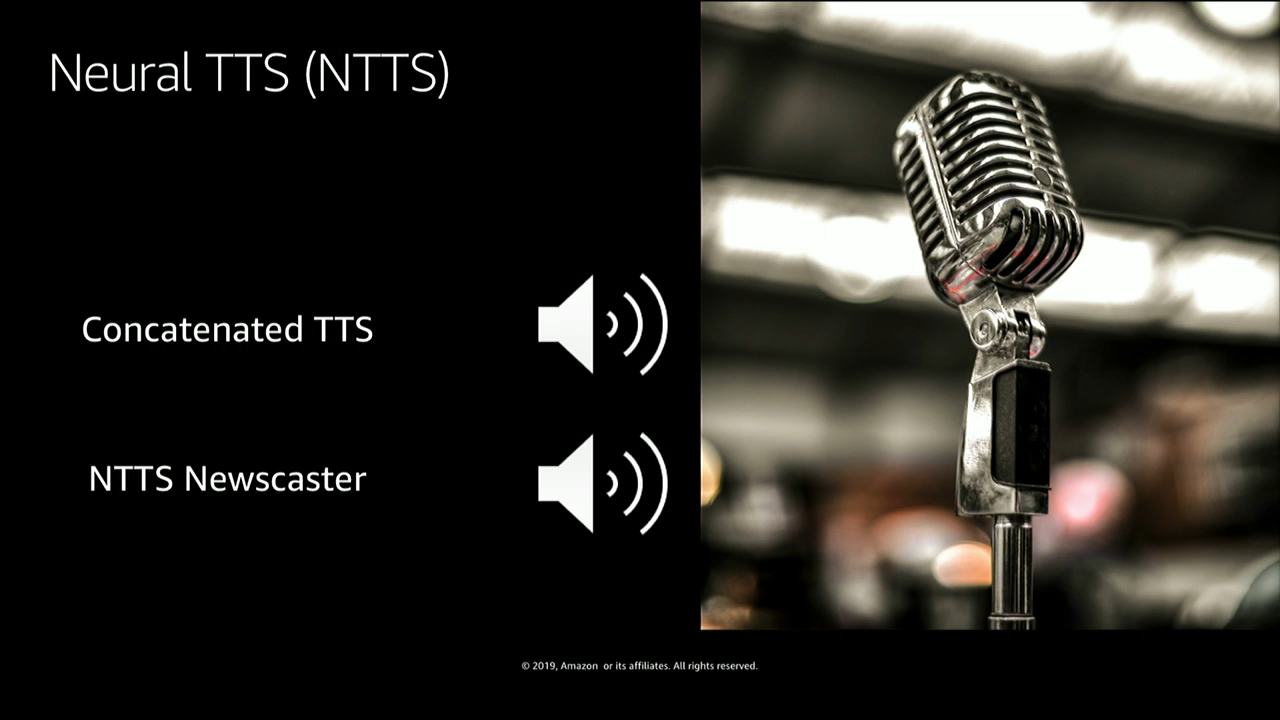 Neural TTS (NTTS)
Concatenated TTS
NTTS Newscaster
© 2019, Amazon or its affiliates. All rights reserved.